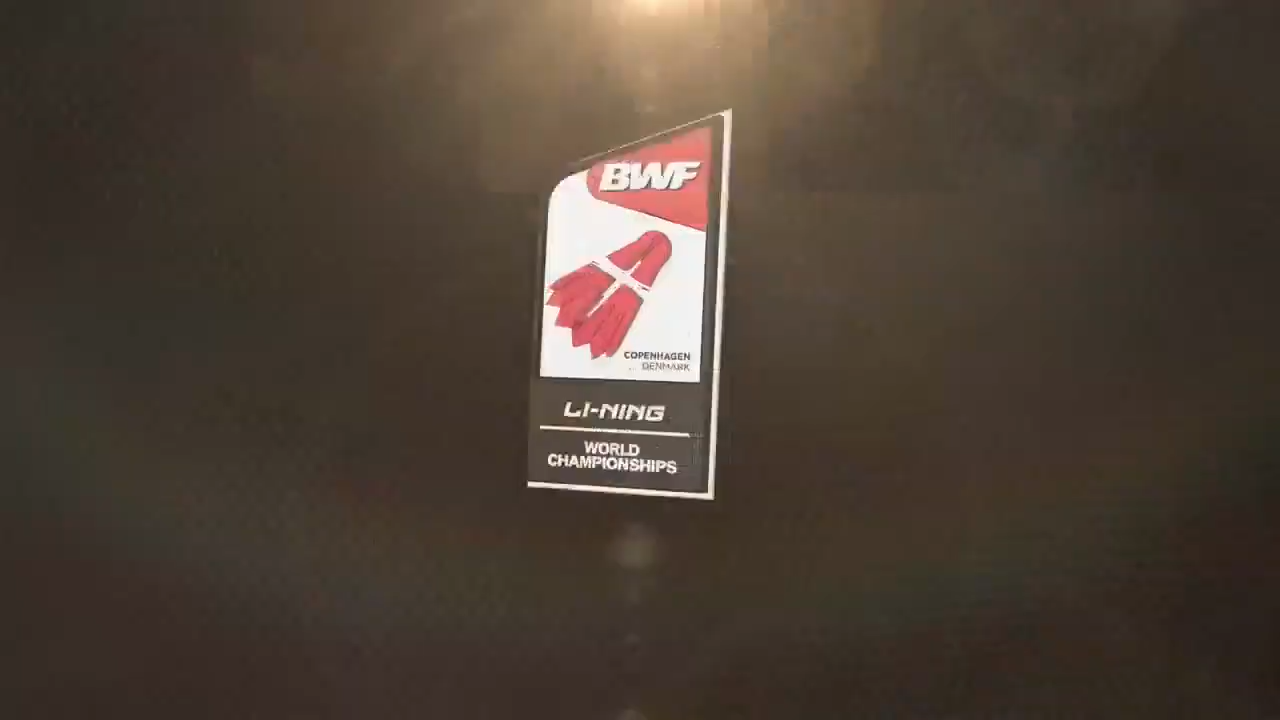 BWF
COPENHAGEN
DENMARK
LI-NING
WORLD
CHAMPIONSHIPS